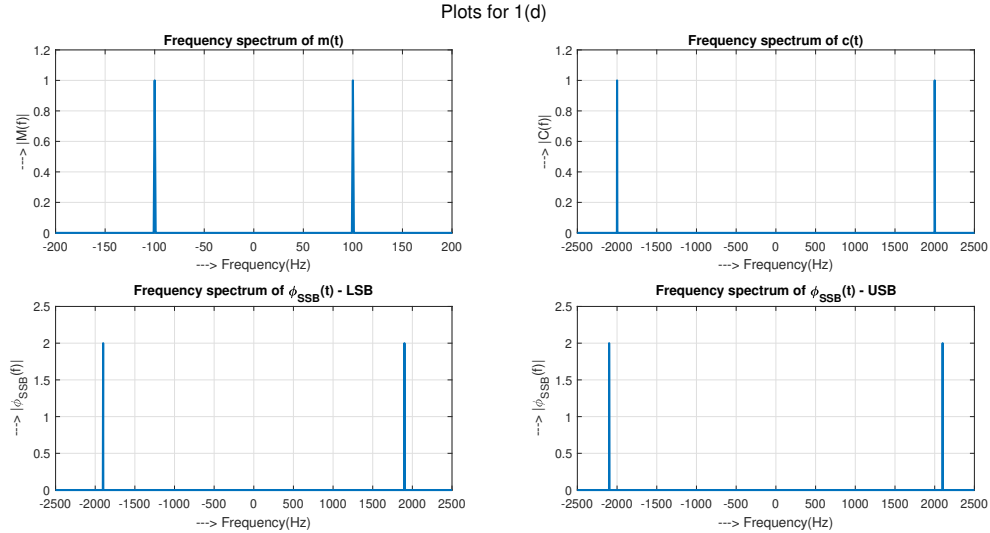 Plots for 1(d)
Frequency spectrum of m(t)
---> |M(f)|
1.2
1
0.8
0.6
0.4
0.2
0
-200 -150 -100 -50 0 50 100 150 200
---> Frequency(Hz)
Frequency spectrum of c(t)
---> |C(f)|
1.2
1
0.8
0.6
0.4
0.2
0
-2500 -2000 -1500 -1000 -500 0 500 1000 1500 2000 2500
---> Frequency(Hz)
Frequency spectrum of ϕSSB(t) - LSB
---> |ϕSSB(f)|
2.5
2
1.5
1
0.5
0
-2500 -2000 -1500 -1000 -500 0 500 1000 1500 2000 2500
---> Frequency(Hz)
Frequency spectrum of ϕSSB(t) - USB
---> |ϕSSB(f)|
2.5
2
1.5
1
0.5
0
-2500 -2000 -1500 -1000 -500 0 500 1000 1500 2000 2500
---> Frequency(Hz)